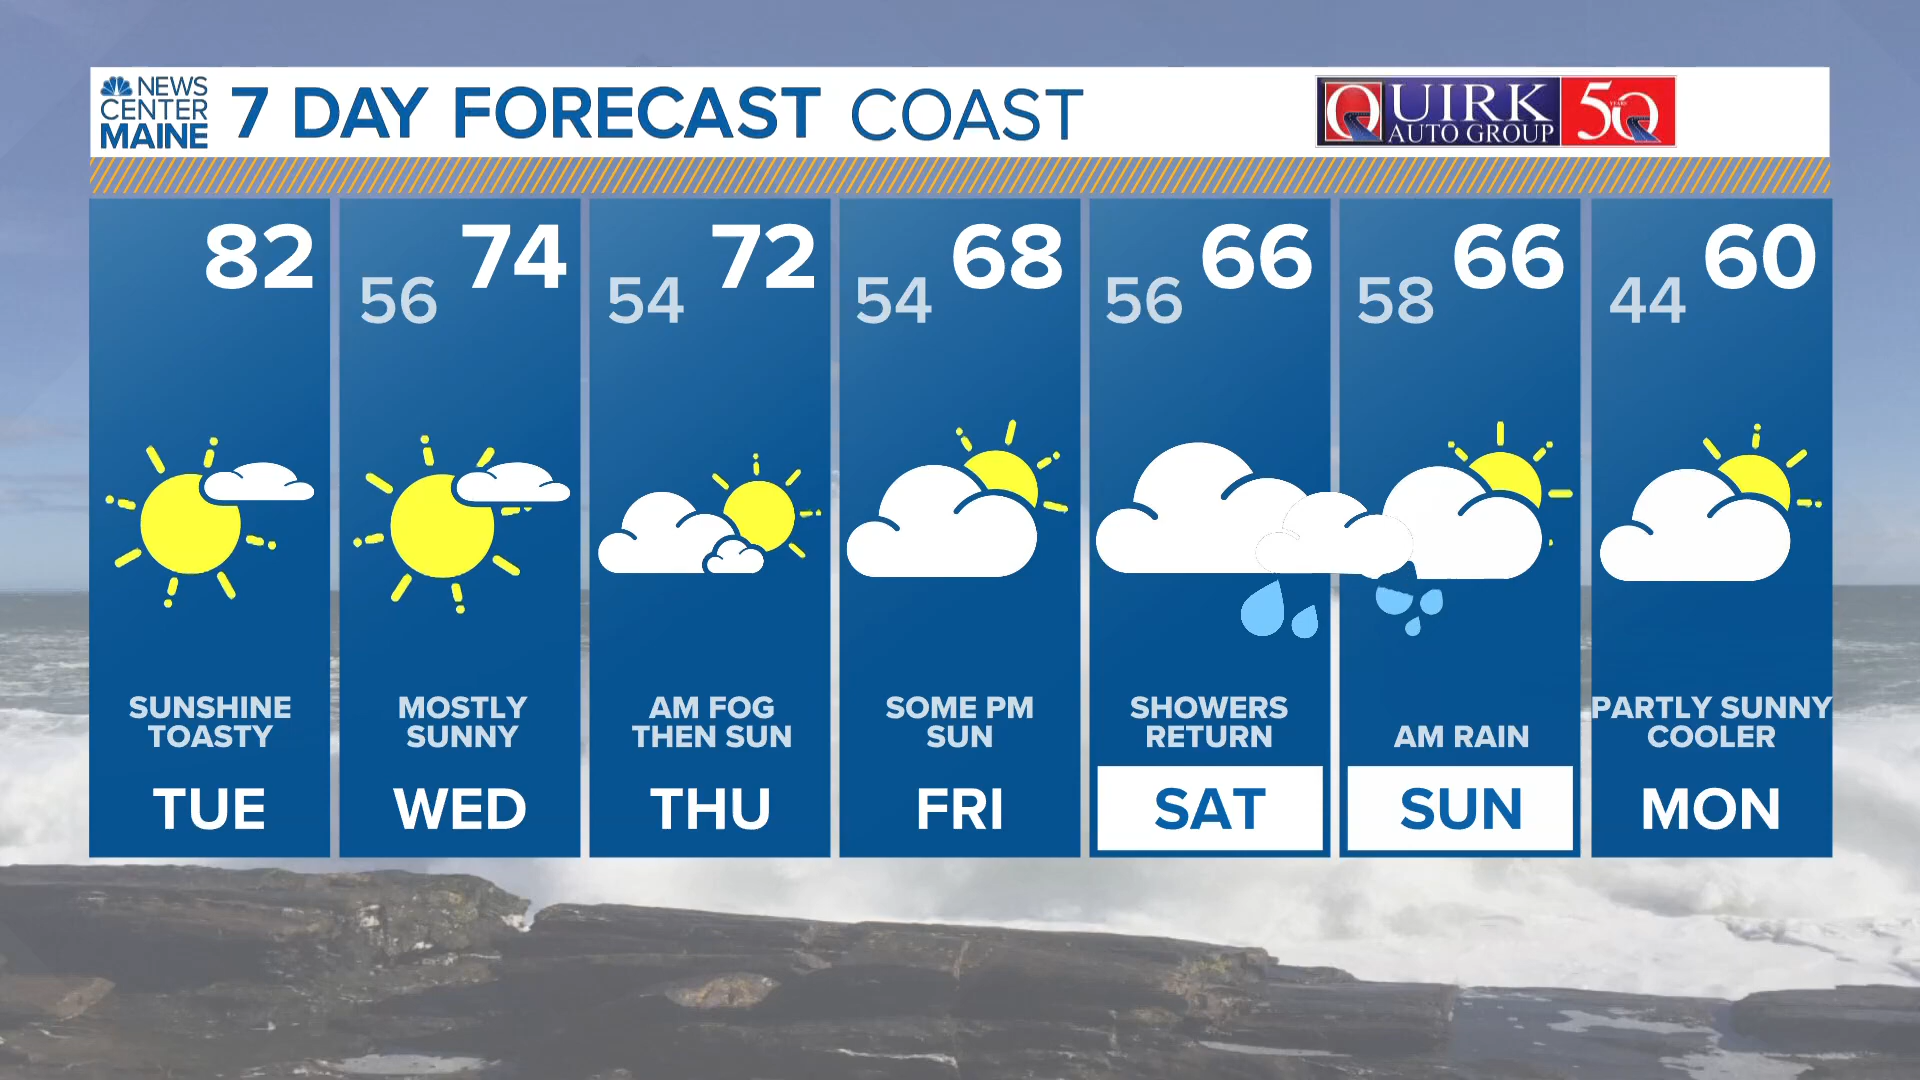 NEWS
CENTER
MAINE
7 DAY FORECAST COAST
QUIRK
AUTO GROUP
50
YEARS
82
56 74
54 72
54 68
56 66
58 66
44 60
SUNSHINE
TOASTY
TUE
MOSTLY
SUNNY
WED
AM FOG
THEN SUN
THU
SOME PM
SUN
FRI
SHOWERS
RETURN
SAT
AM RAIN
SUN
PARTLY SUNNY
COOLER
MON